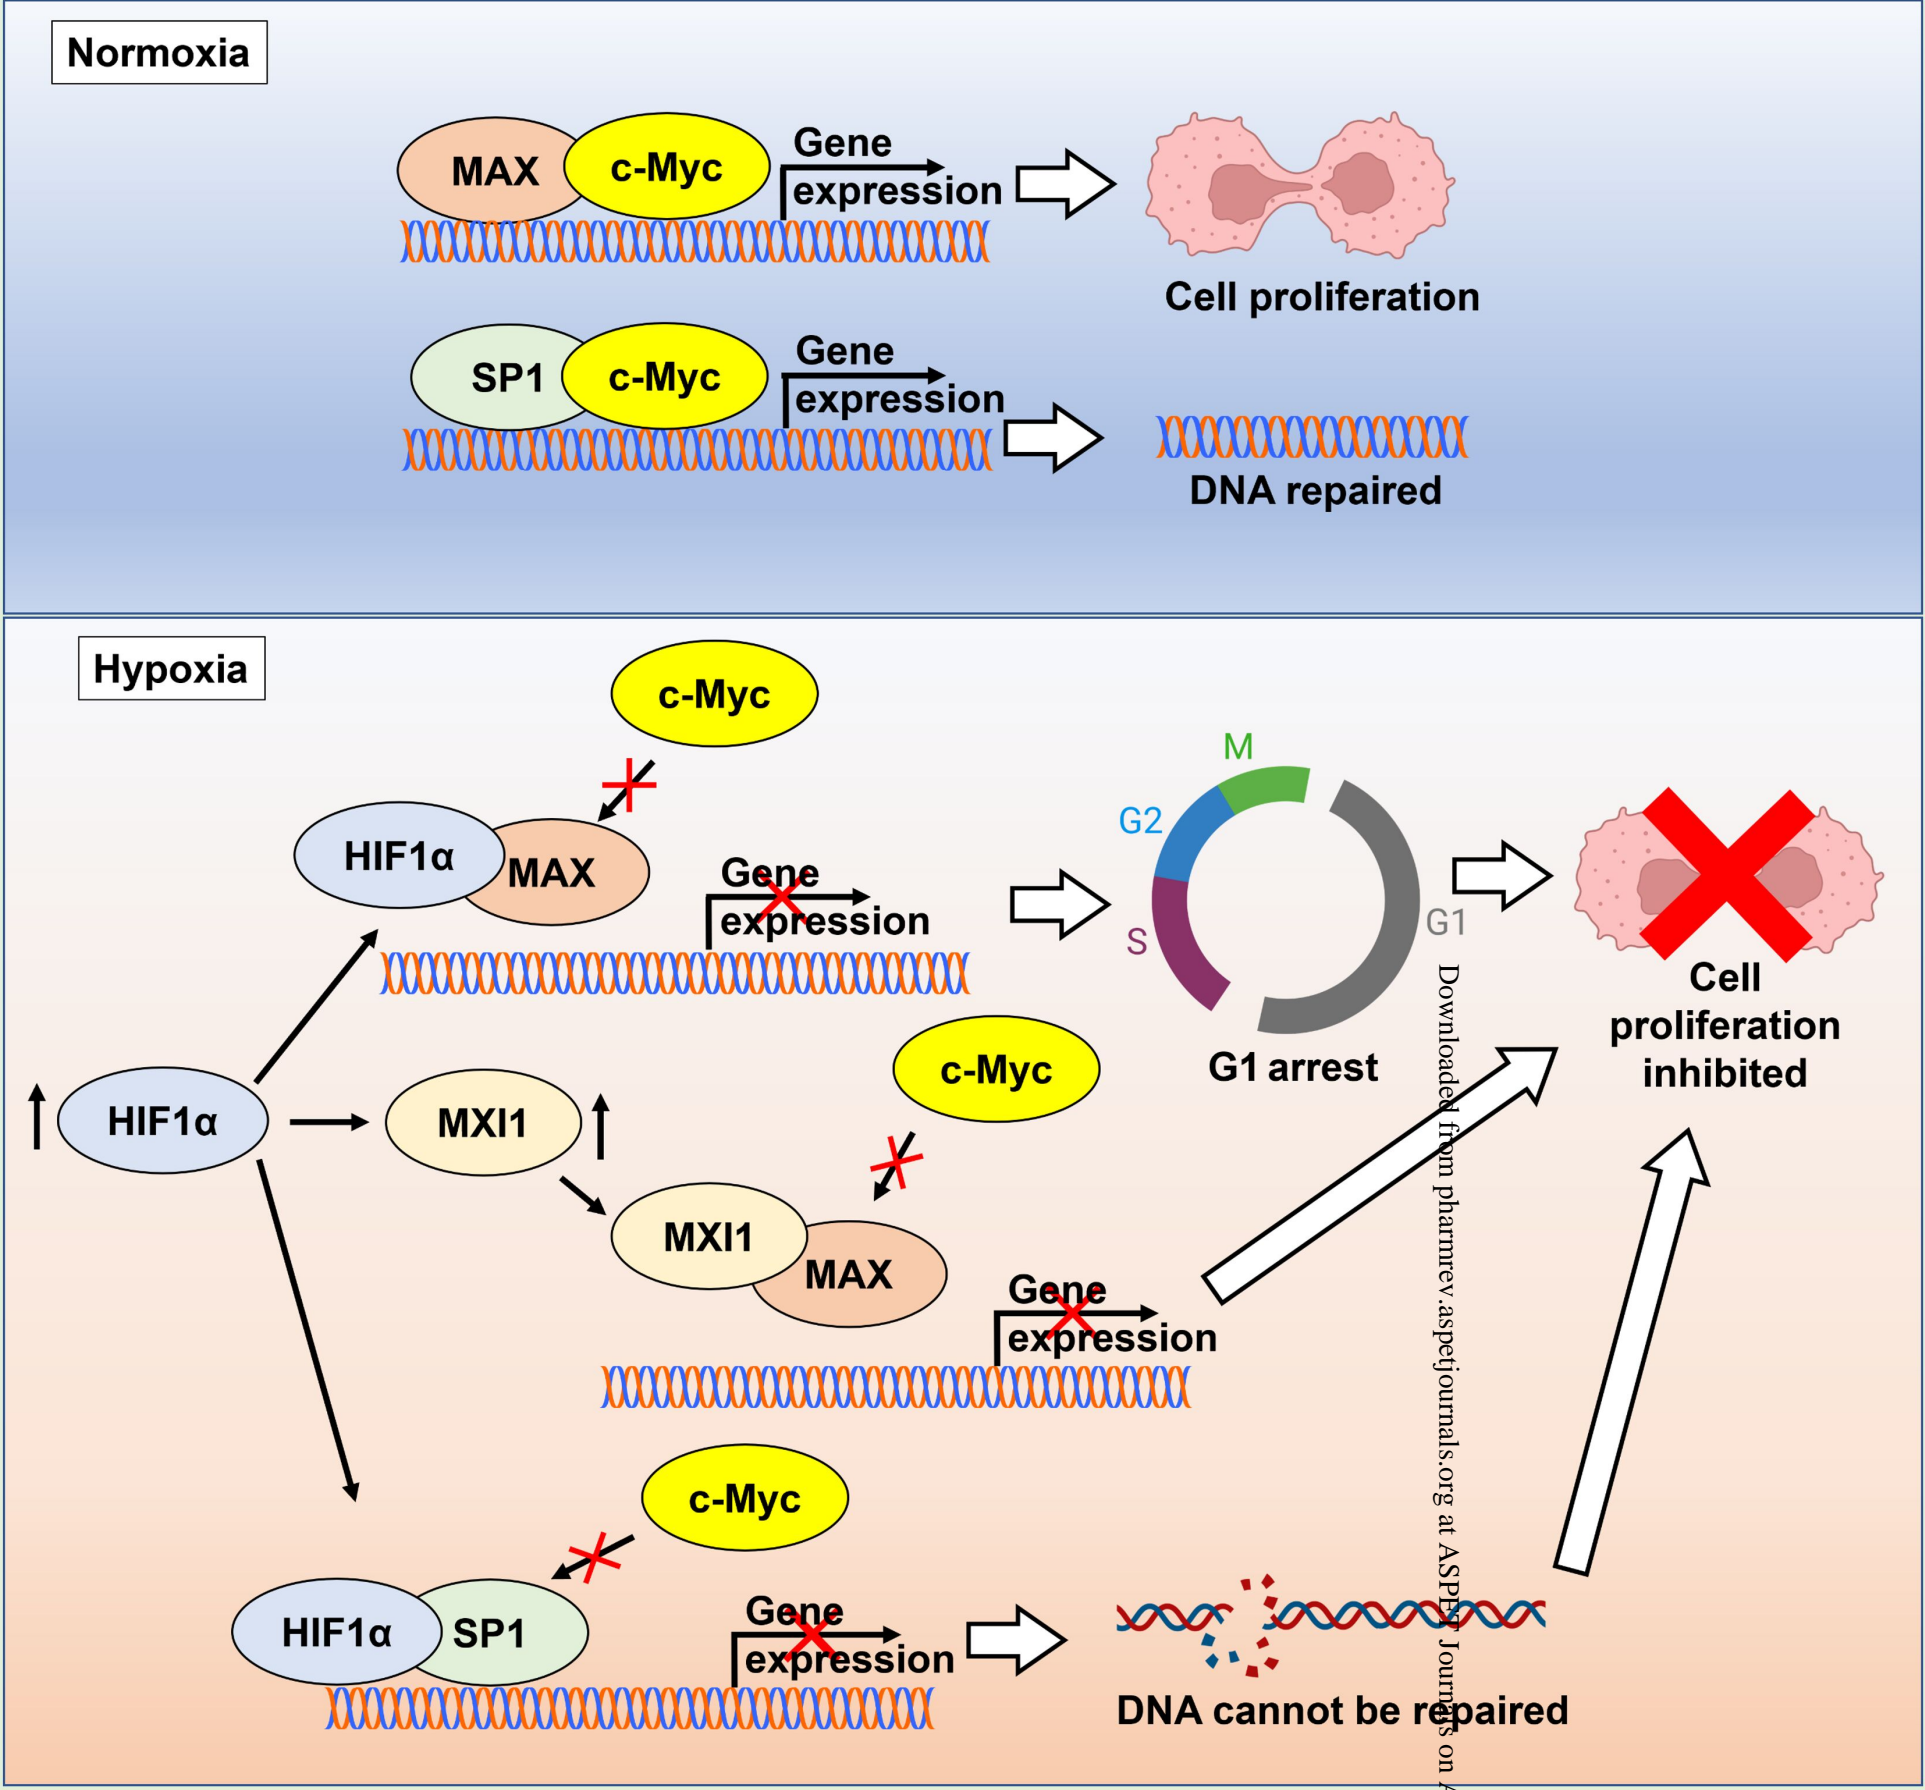 Normoxia
MAX
c-Myc
Gene
expression
Cell proliferation
SP1
c-Myc
Gene
expression
DNA repaired
Hypoxia
c-Myc
HIF1α
MAX
Gene
expression
M
G2
S
G1
G1 arrest
Cell
proliferation
inhibited
HIF1α
MXI1
c-Myc
MXI1
MAX
Gene
expression
c-Myc
HIF1α
SP1
Gene
expression
DNA cannot be repaired
Downloaded from pharmrev.aspetjournals.org at ASPET Journals on